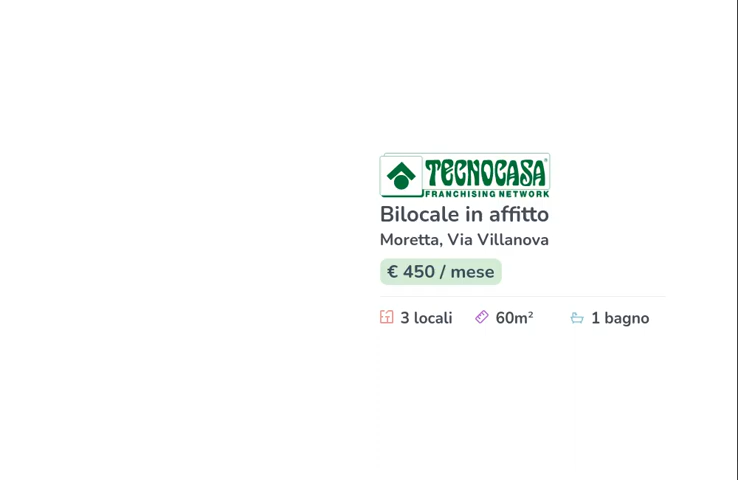 TECNOCASA®
FRANCHISING NETWORK
Bilocale in affitto
Moretta, Via Villanova
€ 450 / mese
3 locali 60m² 1 bagno